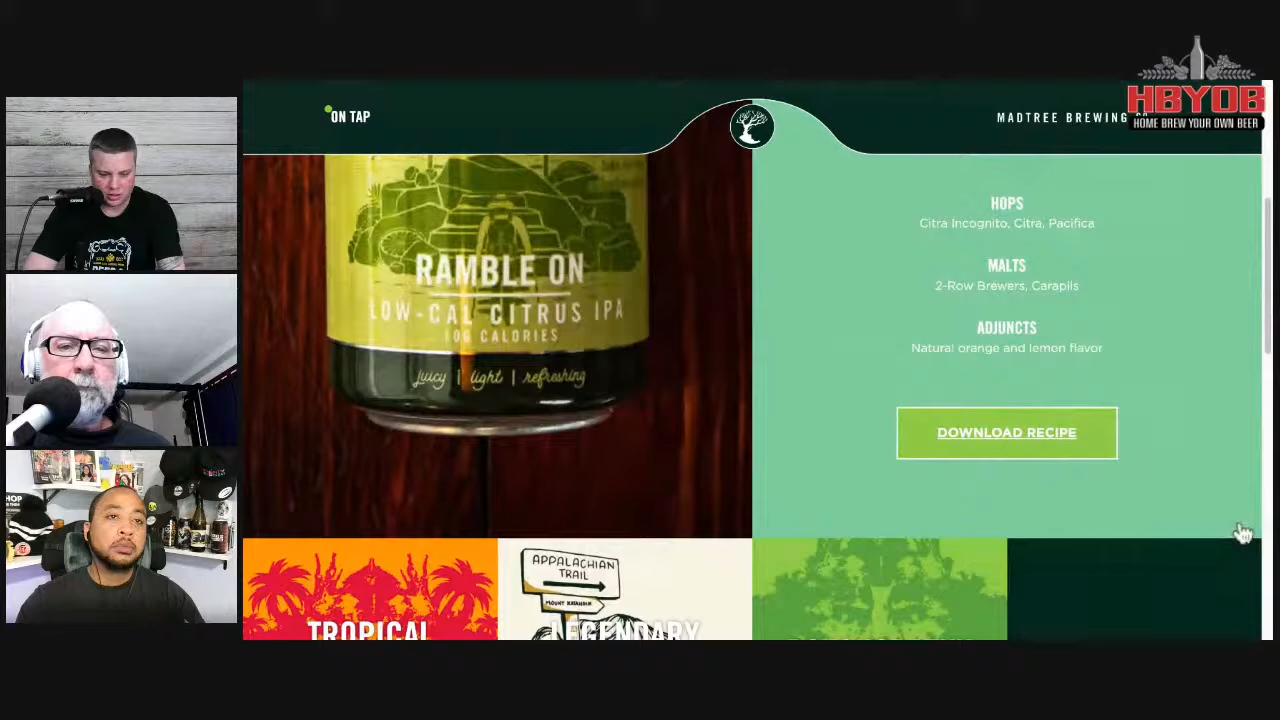 HBYOB
HOME BREW YOUR OWN BEER
ON TAP
MADTREE BREWING
RAMBLE ON
LOW-CAL CITRUS IPA
100 CALORIES
juicy | light | refreshing
HOPS
Citra Incognito, Citra, Pacifica
MALTS
2-Row Brewers, Carapils
ADJUNCTS
Natural orange and lemon flavor
DOWNLOAD RECIPE
APPALACHIAN
TRAIL
MOUNT KATAHDIN
TROPICAL
LEGENDARY